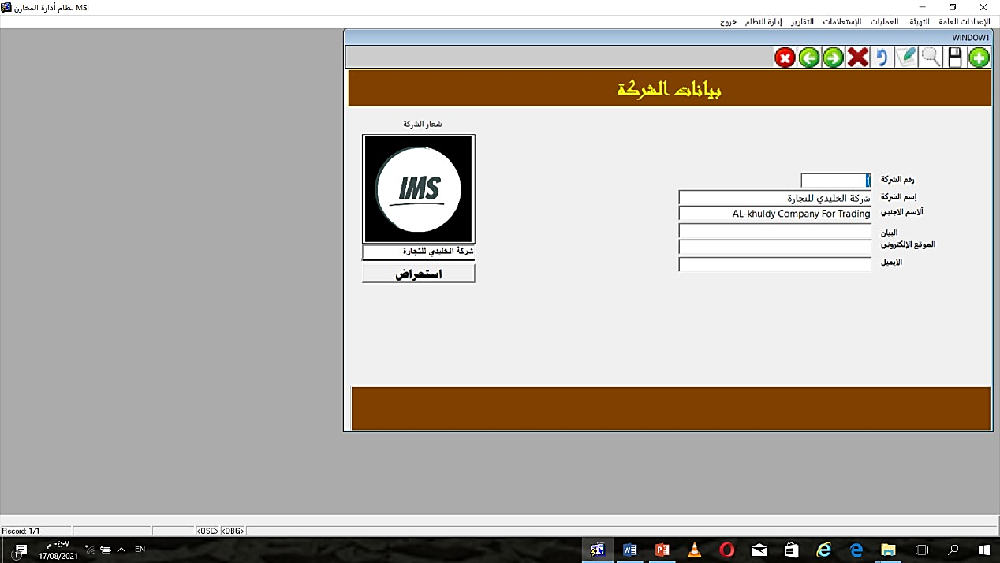 MSI نظام أدارة المخازن
الإعدادات العامة التهيئة العمليات الإستعلامات التقارير إدارة النظام خروج
WINDOW1
بيانات الشركة
شعار الشركة
IMS
شركة الخليدي للتجارة
استعراض
رقم الشركة 1
إسم الشركة شركة الخليدي للتجارة
ألاسم الاجنبي AL-khuldy Company For Trading
البيان
الموقع الإلكتروني
الايميل
Record: 1/1 <OSC> <DBG>
٠٤:٠٧ م EN
17/08/2021